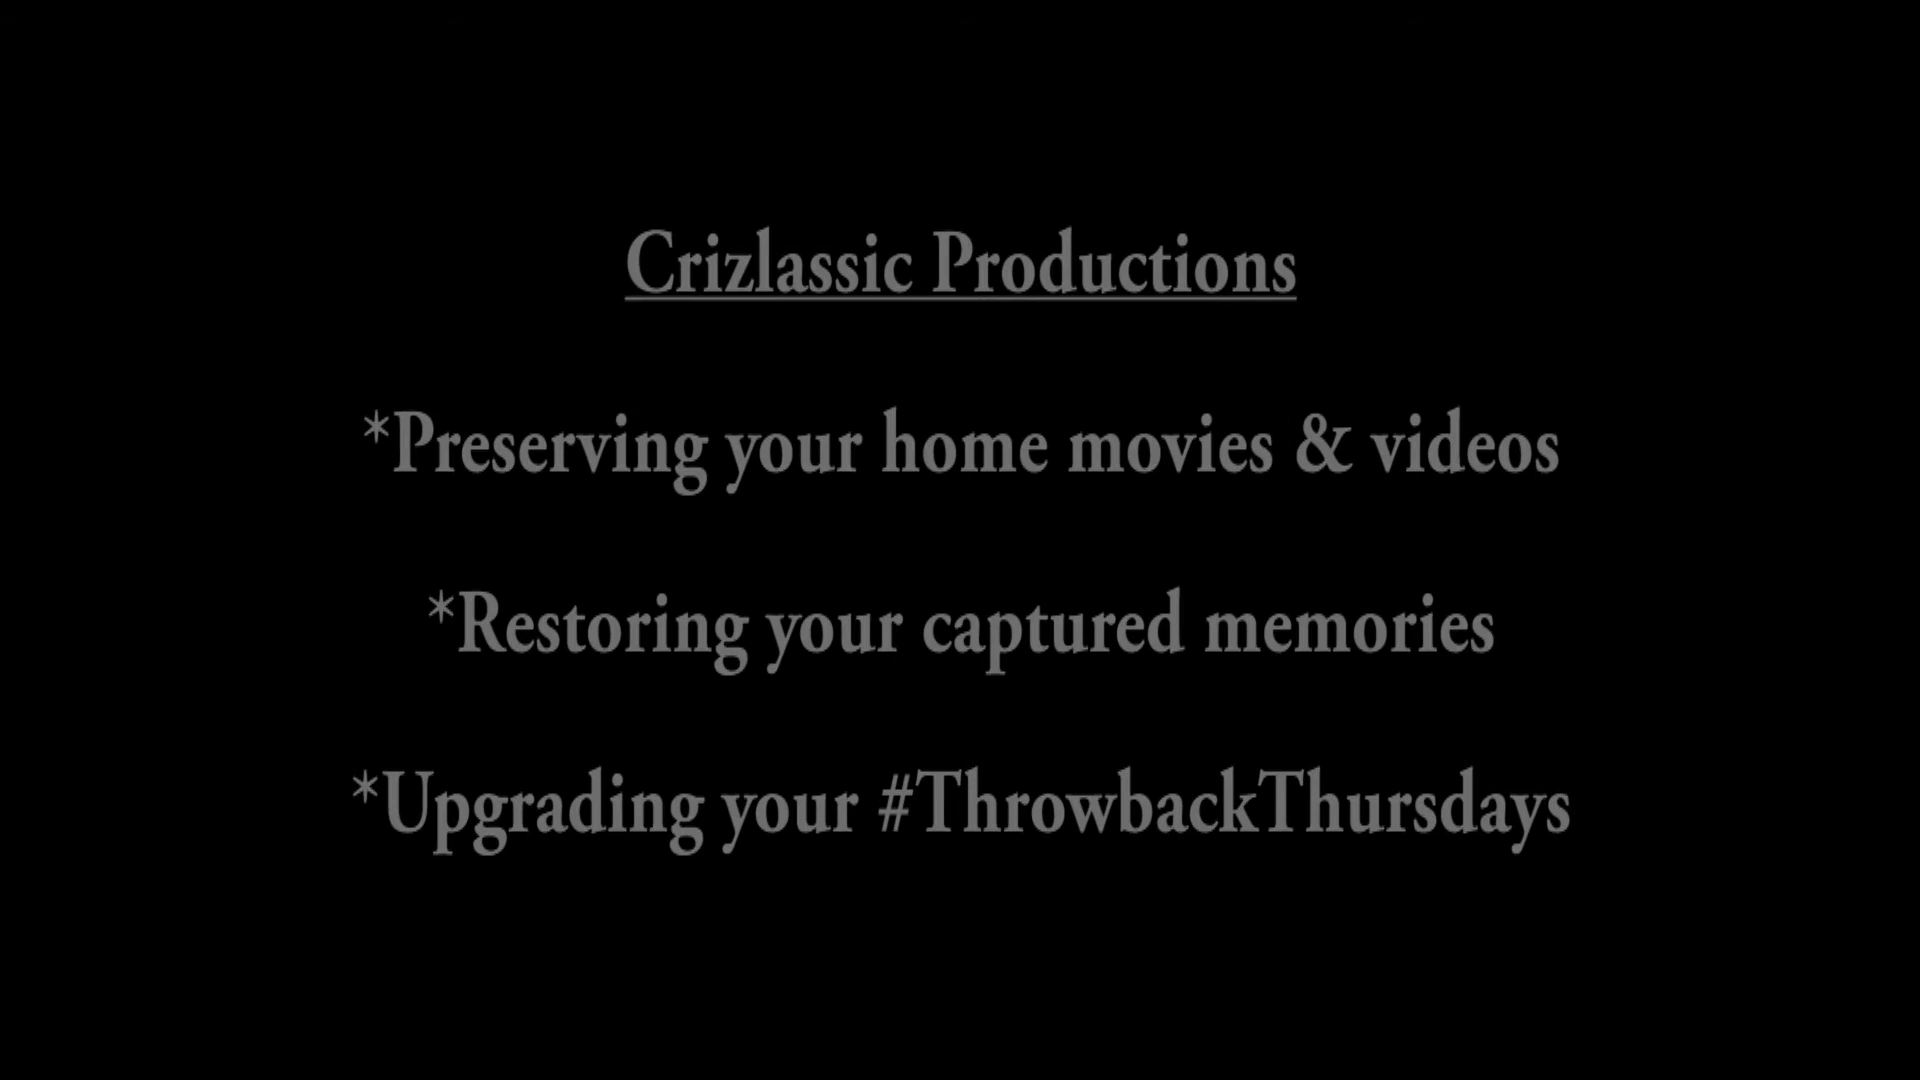 Crizlassic Productions
*Preserving your home movies & videos
*Restoring your captured memories
*Upgrading your #ThrowbackThursdays